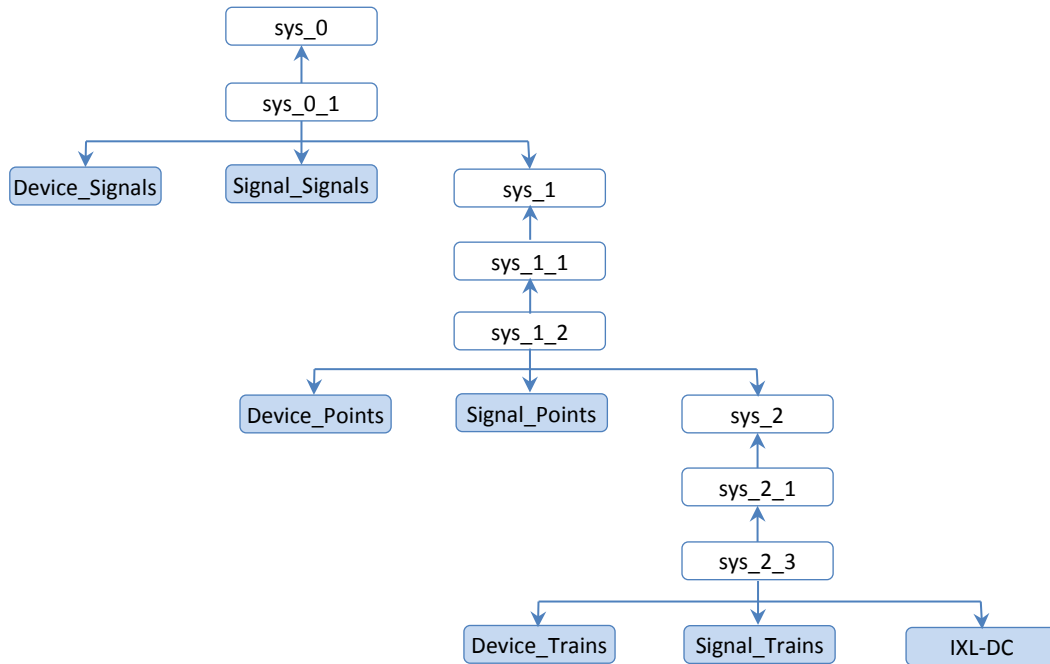 sys_0
sys_0_1
Device_Signals
Signal_Signals
sys_1
sys_1_1
sys_1_2
Device_Points
Signal_Points
sys_2
sys_2_1
sys_2_3
Device_Trains
Signal_Trains
IXL-DC